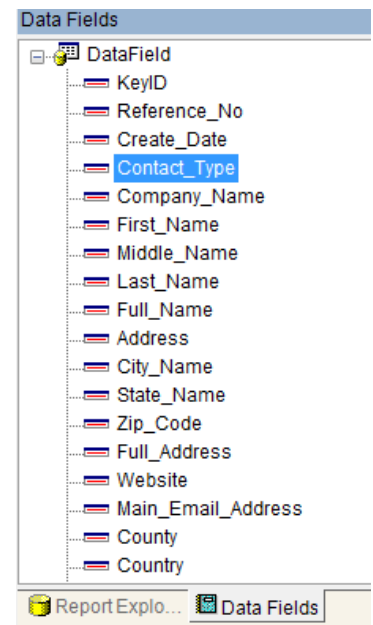 Data Fields
DataField
KeyID
Reference_No
Create_Date
Contact_Type
Company_Name
First_Name
Middle_Name
Last_Name
Full_Name
Address
City_Name
State_Name
Zip_Code
Full_Address
Website
Main_Email_Address
County
Country
Report Explo... Data Fields